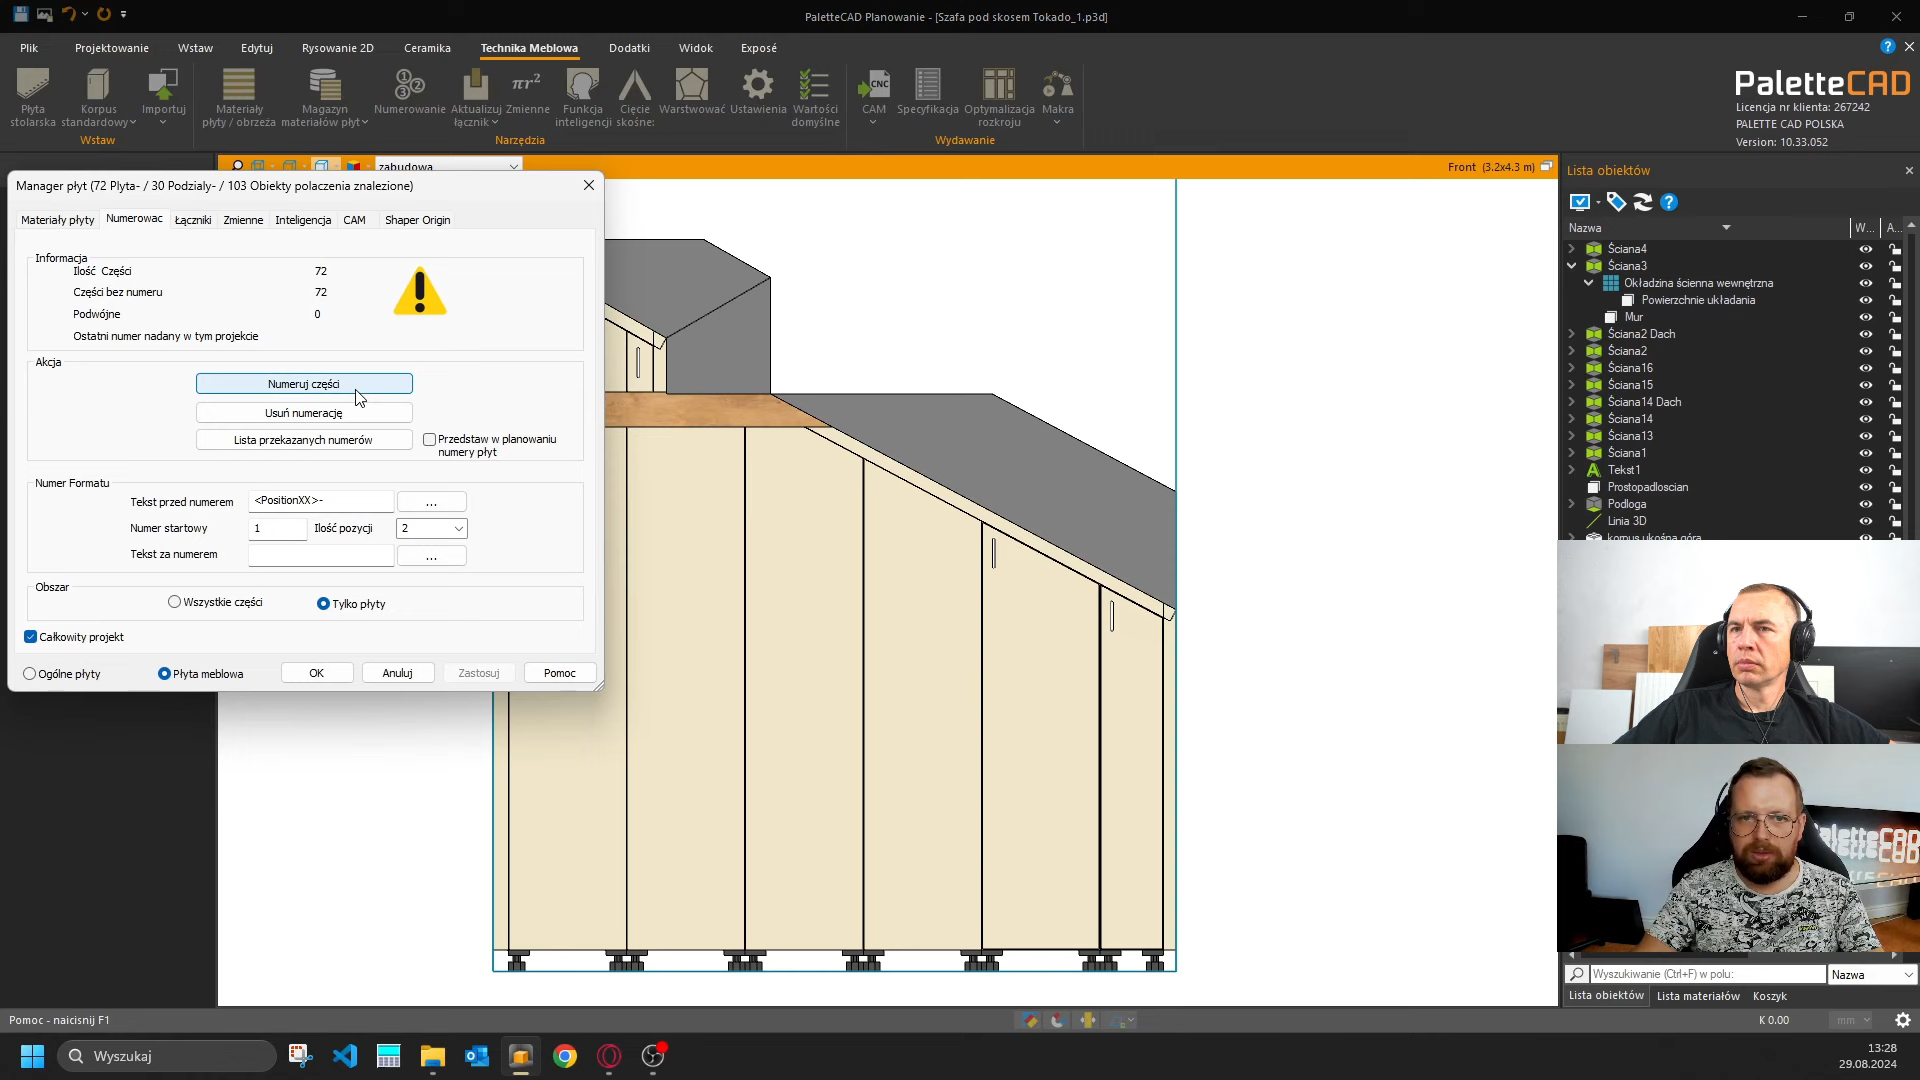 PaletteCAD Planowanie - [Szafa pod skosem Tokado_1.p3d]
Plik
Projektowanie
Wstaw
Edytuj
Rysowanie 2D
Ceramika
Technika Meblowa
Dodatki
Widok
Exposé
Płyta stolarska
Korpus standardowy
Importuj
Materiały płyty / obrzeża
Magazyn materiałów płyt
Numerowanie
Aktualizuj łącznik
Zmienne
Funkcja inteligencji
Cięcie skośne:
Warstwować
Ustawienia
Wartości domyślne
CAM
Specyfikacja
Optymalizacja rozkroju
Makra
Wstaw
Narzędzia
Wydawanie
PaletteCAD
Licencja nr klienta: 267242
PALETTE CAD POLSKA
Version: 10.33.052
zabudowa
Front (3.2x4.3 m)
Manager płyt (72 Plyta- / 30 Podzialy- / 103 Obiekty polaczenia znalezione)
Materiały płyty
Numerowac
Łączniki
Zmienne
Inteligencja
CAM
Shaper Origin
Informacja
Ilość Części 72
Części bez numeru 72
Podwójne 0
Ostatni numer nadany w tym projekcie
Akcja
Numeruj części
Usuń numerację
Lista przekazanych numerów
Przedstaw w planowaniu
numery płyt
Numer Formatu
Tekst przed numerem <PositionXX>- ...
Numer startowy 1 Ilość pozycji 2
Tekst za numerem ...
Obszar
Wszystkie części
Tylko płyty
Całkowity projekt
Ogólne płyty
Płyta meblowa
OK
Anuluj
Zastosuj
Pomoc
Lista obiektów
Nazwa W... A...
Ściana4
Ściana3
Okładzina ścienna wewnętrzna
Powierzchnie układania
Mur
Ściana2 Dach
Ściana2
Ściana16
Ściana15
Ściana14 Dach
Ściana14
Ściana13
Ściana1
Tekst1
Prostopadloscian
Podloga
Linia 3D
korpus ukośna góra
PaletteCAD
Wyszukiwanie (Ctrl+F) w polu:
Nazwa
Lista obiektów
Lista materiałów
Koszyk
Pomoc - naicisnij F1
K 0.00
mm
Wyszukaj
13:28
29.08.2024